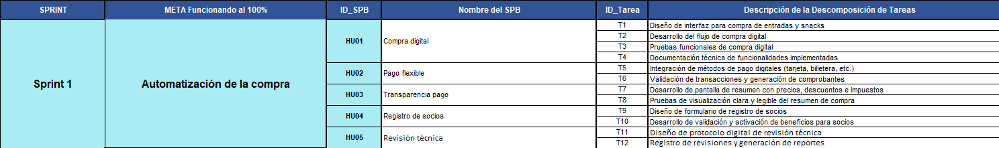 SPRINT META Funcionando al 100% ID_SPB Nombre del SPB ID_Tarea Descripción de la Descomposición de Tareas
Sprint 1 Automatización de la compra
HU01 Compra digital
T1 Diseño de interfaz para compra de entradas y snacks
T2 Desarrollo del flujo de compra digital
T3 Pruebas funcionales de compra digital
T4 Documentación técnica de funcionalidades implementadas
HU02 Pago flexible
T5 Integración de métodos de pago digitales (tarjeta, billetera, etc.)
T6 Validación de transacciones y generación de comprobantes
HU03 Transparencia pago
T7 Desarrollo de pantalla de resumen con precios, descuentos e impuestos
T8 Pruebas de visualización clara y legible del resumen de compra
HU04 Registro de socios
T9 Diseño de formulario de registro de socios
T10 Desarrollo de validación y activación de beneficios para socios
HU05 Revisión técnica
T11 Diseño de protocolo digital de revisión técnica
T12 Registro de revisiones y generación de reportes